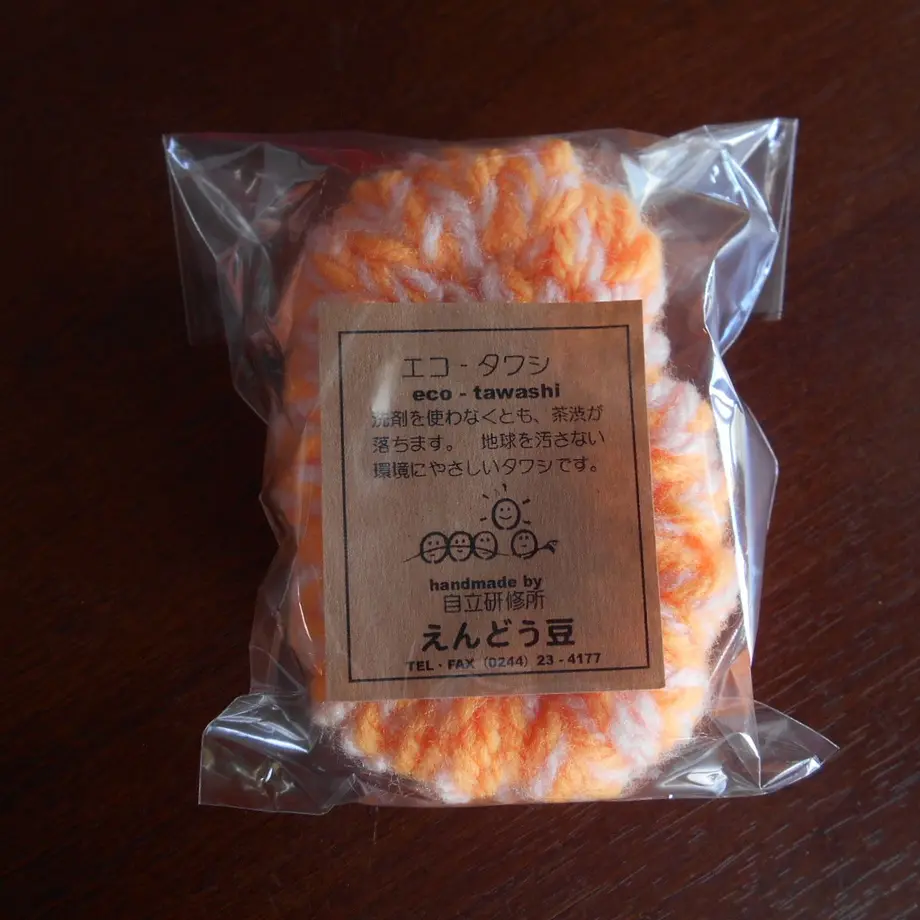 エコ - タワシ
eco - tawashi
洗剤を使わなくとも、茶渋が
落ちます。 地球を汚さない
環境にやさしいタワシです。
handmade by
自立研修所
えんどう豆
TEL・FAX (0244) 23 - 4177